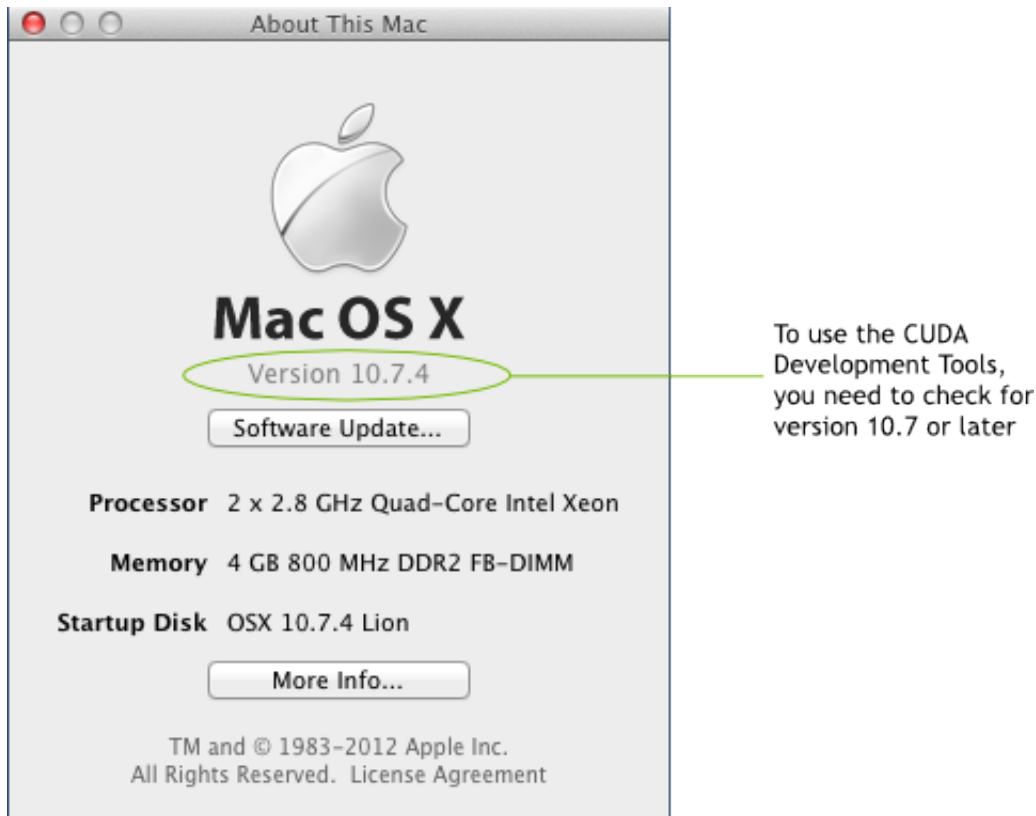 About This Mac
Mac OS X
Version 10.7.4
To use the CUDA
Development Tools,
you need to check for
version 10.7 or later
Software Update...
Processor 2 x 2.8 GHz Quad-Core Intel Xeon
Memory 4 GB 800 MHz DDR2 FB-DIMM
Startup Disk OSX 10.7.4 Lion
More Info...
TM and © 1983-2012 Apple Inc.
All Rights Reserved. License Agreement